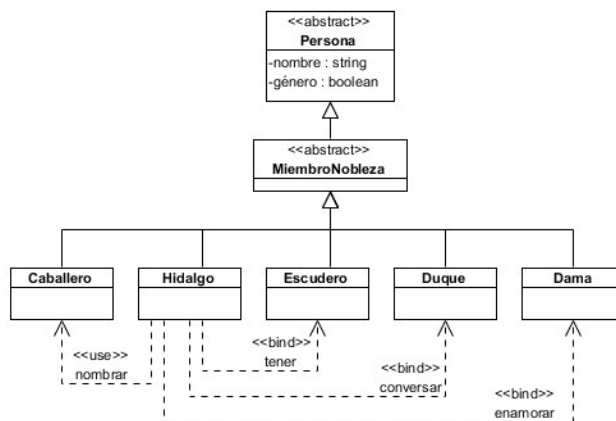 <<abstract>>
Persona
-nombre : string
-género : boolean
<<abstract>>
MiembroNobleza
Caballero
Hidalgo
Escudero
Duque
Dama
<<use>>
nombrar
<<bind>>
tener
<<bind>>
conversar
<<bind>>
enamorar